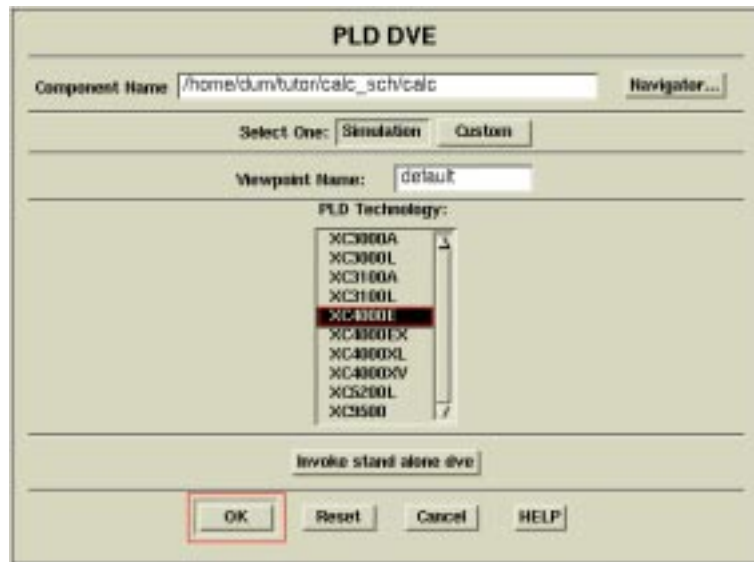 PLD DVE
Component Name /home/dum/tutor/calc_sch/calc Navigator...
Select One: Simulation Custom
Viewpoint Name: default
PLD Technology:
XC3000A
XC3000L
XC3100A
XC3100L
XC4000E
XC4000EX
XC4000XL
XC4000XV
XC5200L
XC9500
Invoke stand alone dve
OK Reset Cancel HELP